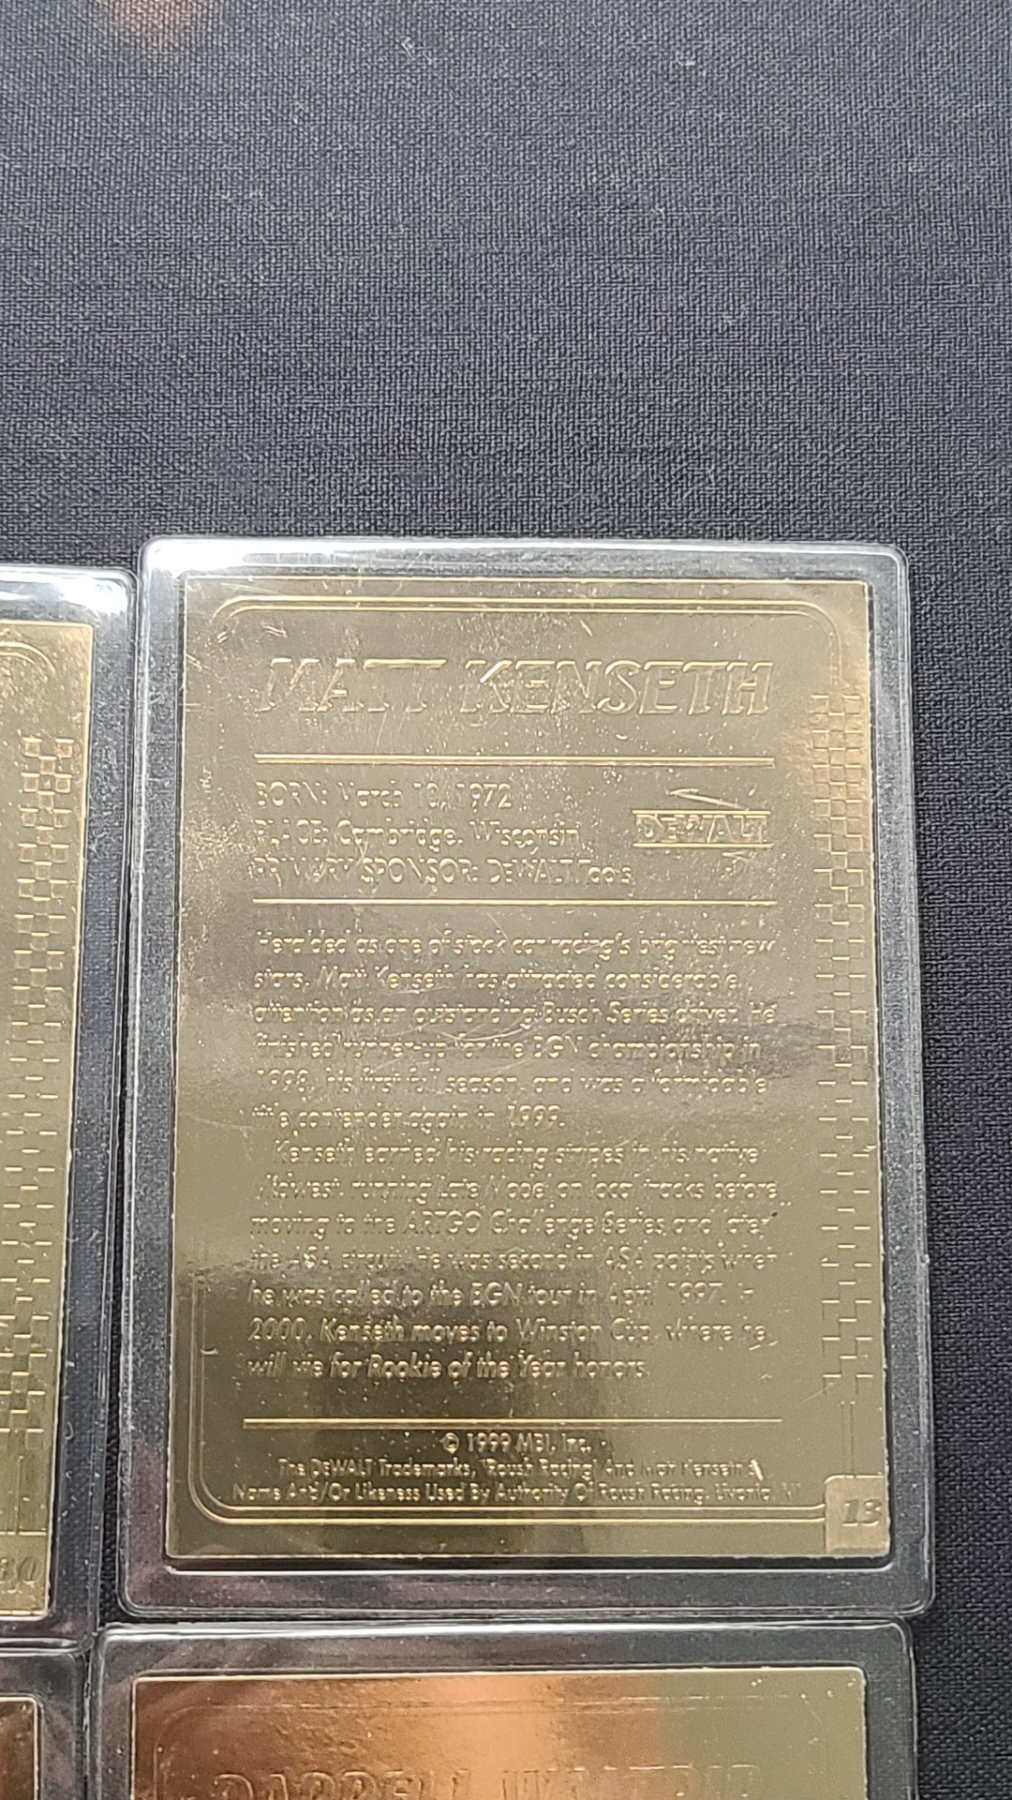 MATT KENSETH
BORN: March 10, 1972
PLACE: Cambridge, Wisconsin
PRIMARY SPONSOR: DEWALT Tools
DEWALT
Heralded as one of stock car racing's brightest new
stars, Matt Kenseth has attracted considerable
attention as an outstanding Busch Series driver. He
finished runner-up for the BGN championship in
1998, his first full season, and was a formidable
title contender again in 1999.
Kenseth earned his racing stripes in his native
Midwest, running Late Model on local tracks before
moving to the ARTGO Challenge Series and later
the ASA circuit. He was second in ASA points when
he was called to the BGN tour in April 1997. In
2000, Kenseth moves to Winston Cup, where he
will vie for Rookie of the Year honors.
© 1999 MBI, Inc.
The DEWALT Trademarks, "Roush Racing" And Matt Kenseth's
Name And/Or Likeness Used By Authority Of Roush Racing, Livonia, MI
13
30
DARRELL WALTRIP